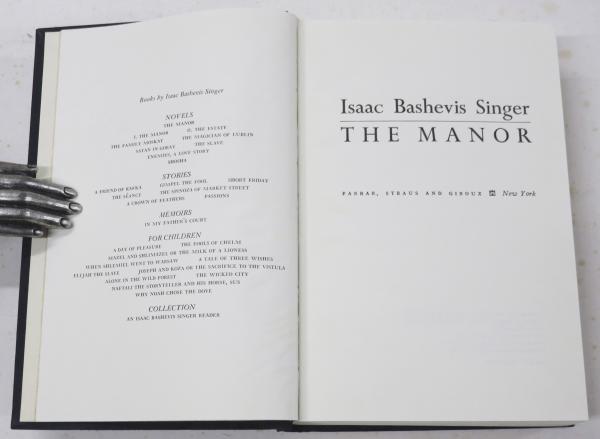 Books by Isaac Bashevis Singer
NOVELS
THE MANOR
I. THE MANOR II. THE ESTATE
THE FAMILY MOSKAT THE MAGICIAN OF LUBLIN
SATAN IN GORAY THE SLAVE
ENEMIES, A LOVE STORY
SHOSHA
STORIES
A FRIEND OF KAFKA GIMPEL THE FOOL SHORT FRIDAY
THE SÉANCE THE SPINOZA OF MARKET STREET
A CROWN OF FEATHERS PASSIONS
MEMOIRS
IN MY FATHER'S COURT
FOR CHILDREN
A DAY OF PLEASURE THE FOOLS OF CHELM
MAZEL AND SHLIMAZEL OR THE MILK OF A LIONESS
WHEN SHLEMIEL WENT TO WARSAW A TALE OF THREE WISHES
ELIJAH THE SLAVE JOSEPH AND KOZA OR THE SACRIFICE TO THE VISTULA
ALONE IN THE WILD FOREST THE WICKED CITY
NAFTALI THE STORYTELLER AND HIS HORSE, SUS
WHY NOAH CHOSE THE DOVE
COLLECTION
AN ISAAC BASHEVIS SINGER READER
Isaac Bashevis Singer
THE MANOR
FARRAR, STRAUS AND GIROUX New York